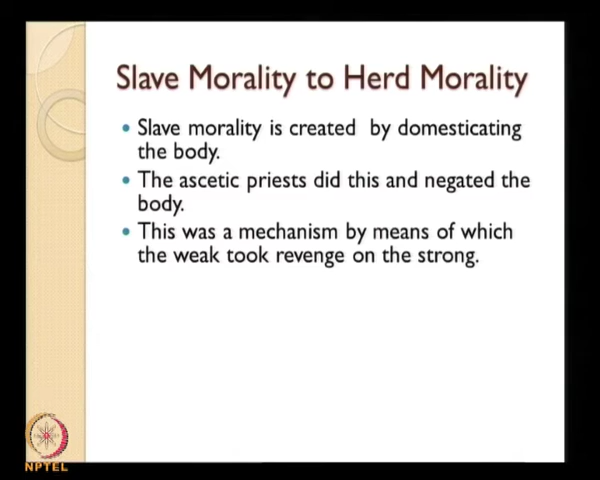 Slave Morality to Herd Morality
• Slave morality is created by domesticating
the body.
• The ascetic priests did this and negated the
body.
• This was a mechanism by means of which
the weak took revenge on the strong.
NPTEL